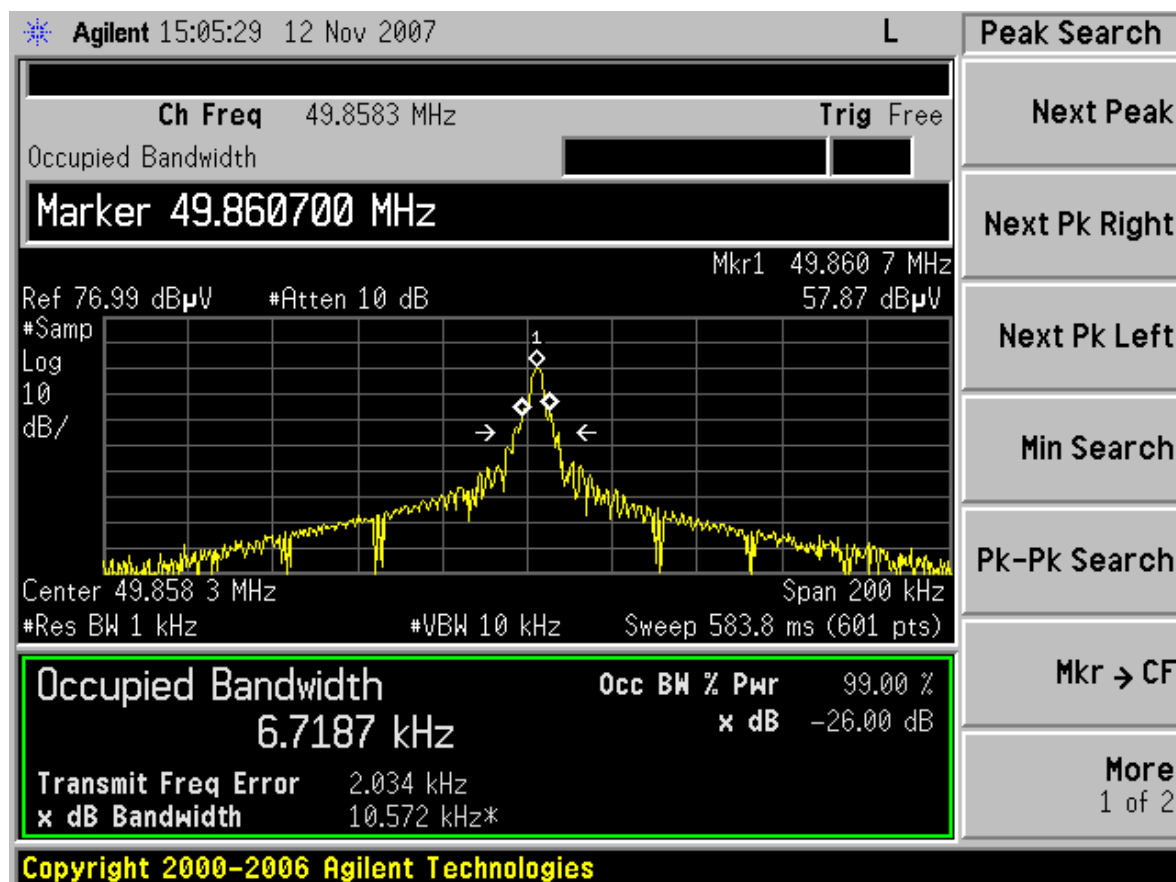 Agilent 15:05:29 12 Nov 2007 L
Peak Search
Ch Freq 49.8583 MHz Trig Free
Occupied Bandwidth
Marker 49.860700 MHz
Mkr1 49.860 7 MHz
Ref 76.99 dBµV #Atten 10 dB 57.87 dBµV
#Samp
Log
10
dB/
1
Center 49.858 3 MHz Span 200 kHz
#Res BW 1 kHz #VBW 10 kHz Sweep 583.8 ms (601 pts)
Occupied Bandwidth
6.7187 kHz
Occ BW % Pwr 99.00 %
x dB -26.00 dB
Transmit Freq Error 2.034 kHz
x dB Bandwidth 10.572 kHz*
Next Peak
Next Pk Right
Next Pk Left
Min Search
Pk-Pk Search
Mkr → CF
More
1 of 2
Copyright 2000-2006 Agilent Technologies